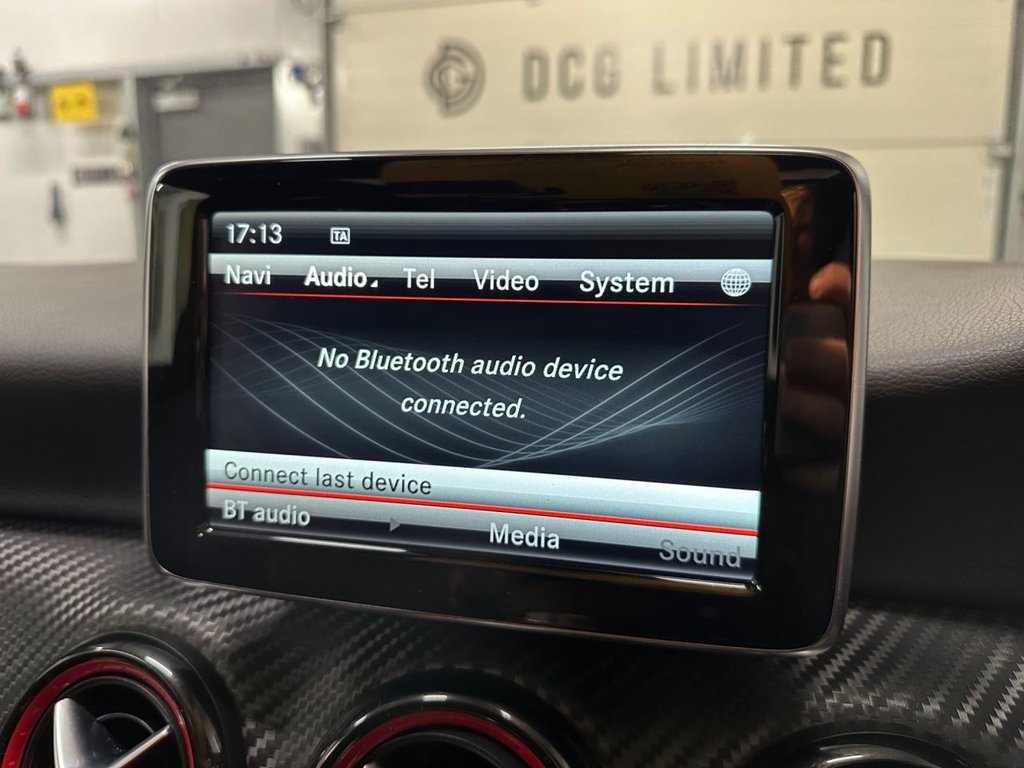 DCG LIMITED
17:13 TA
Navi Audio Tel Video System
No Bluetooth audio device
connected.
Connect last device
BT audio Media Sound